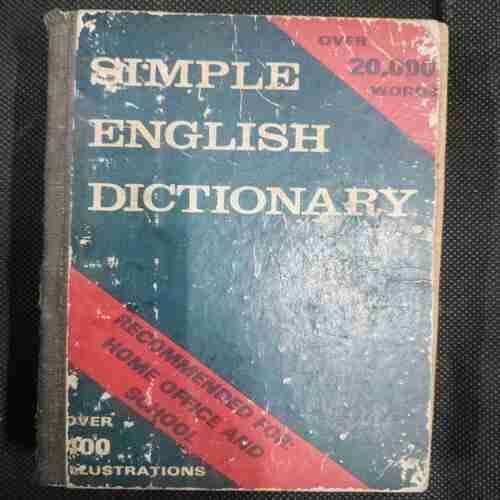 OVER
20,000
WORDS
SIMPLE
ENGLISH
DICTIONARY
RECOMMENDED FOR:
HOME OFFICE AND
SCHOOL
OVER
ILLUSTRATIONS